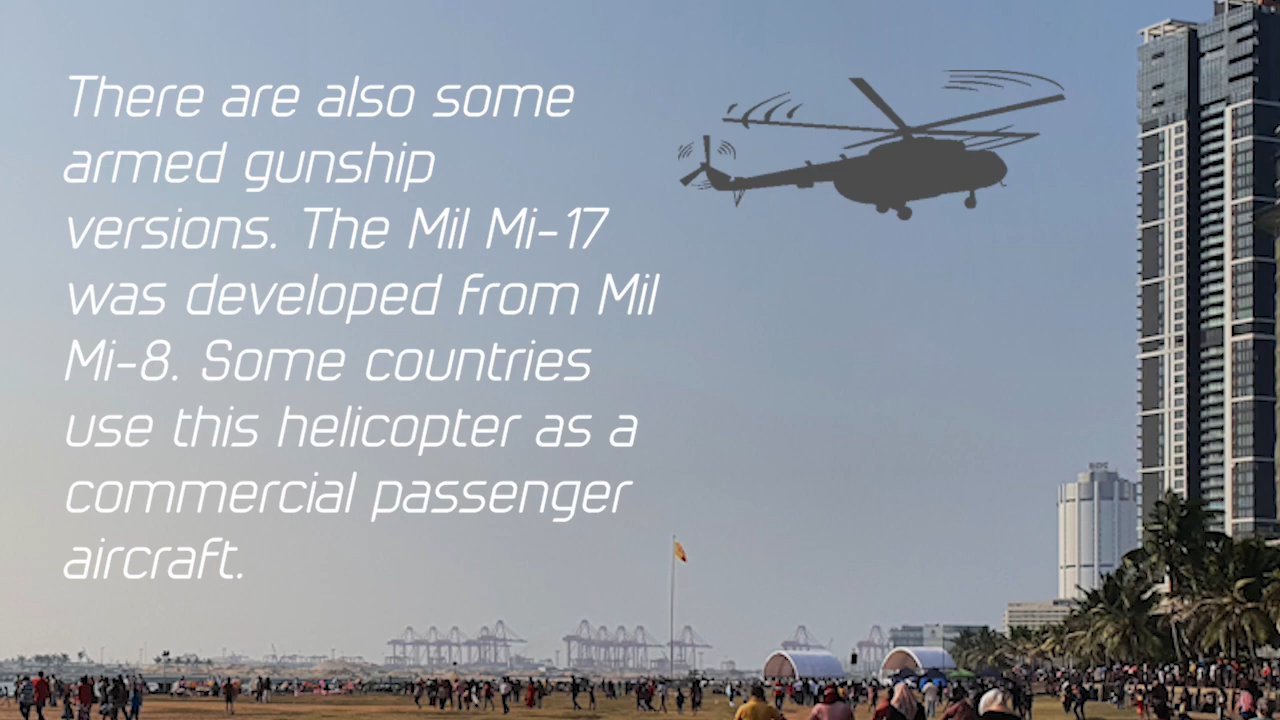 There are also some
armed gunship
versions. The Mil Mi-17
was developed from Mil
Mi-8. Some countries
use this helicopter as a
commercial passenger
aircraft.